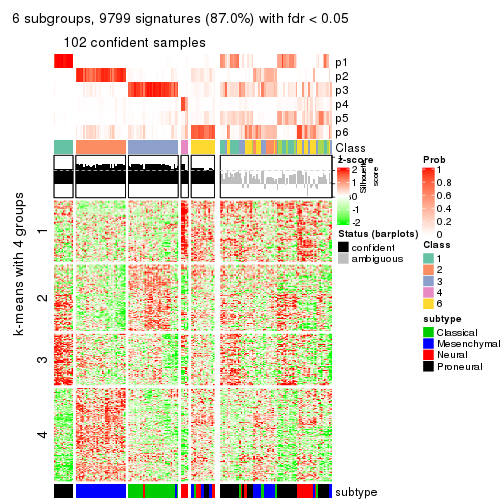 6 subgroups, 9799 signatures (87.0%) with fdr < 0.05
102 confident samples
p1
p2
p3
p4
p5
p6
Class
z-score
2
1
0
-1
-2
Silhouette
score
Status (barplots)
confident
ambiguous
Prob
1
0.8
0.6
0.4
0.2
0
Class
1
2
3
4
6
subtype
Classical
Mesenchymal
Neural
Proneural
k-means with 4 groups
1
2
3
4
subtype